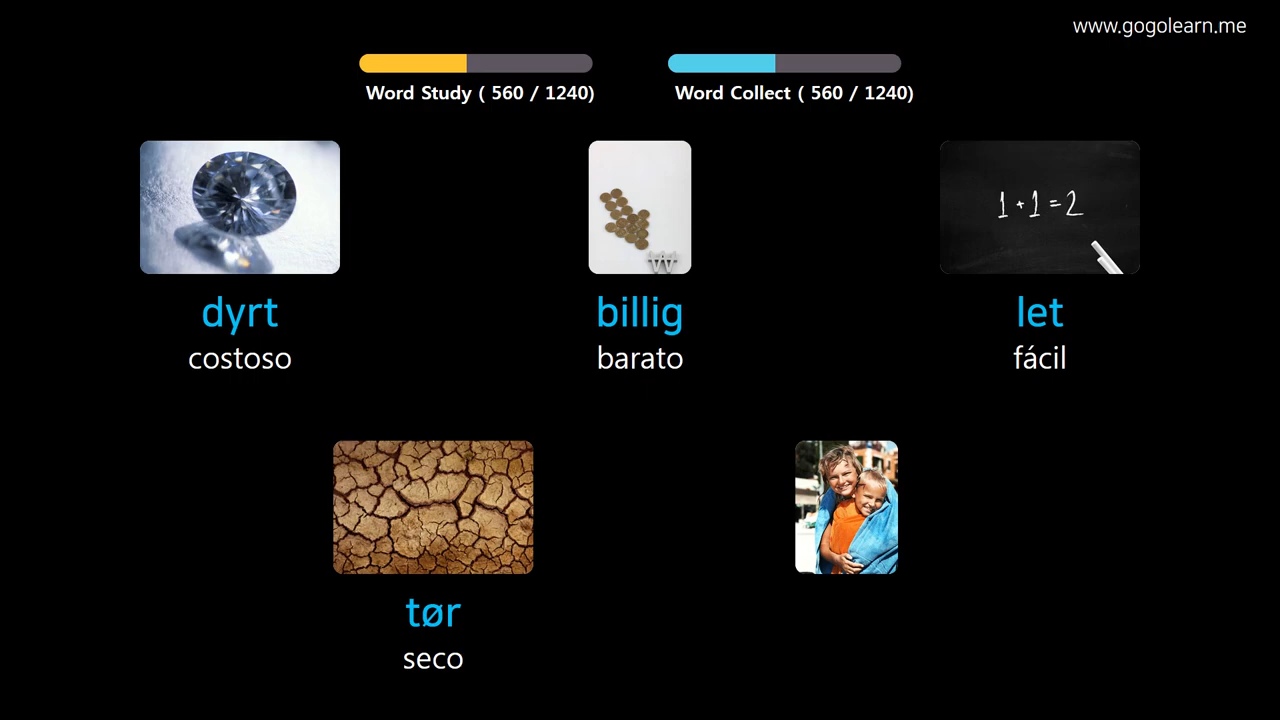 www.gogolearn.me
Word Study ( 560 / 1240)
Word Collect ( 560 / 1240)
1 + 1 = 2
dyrt
billig
let
costoso
barato
fácil
tør
seco